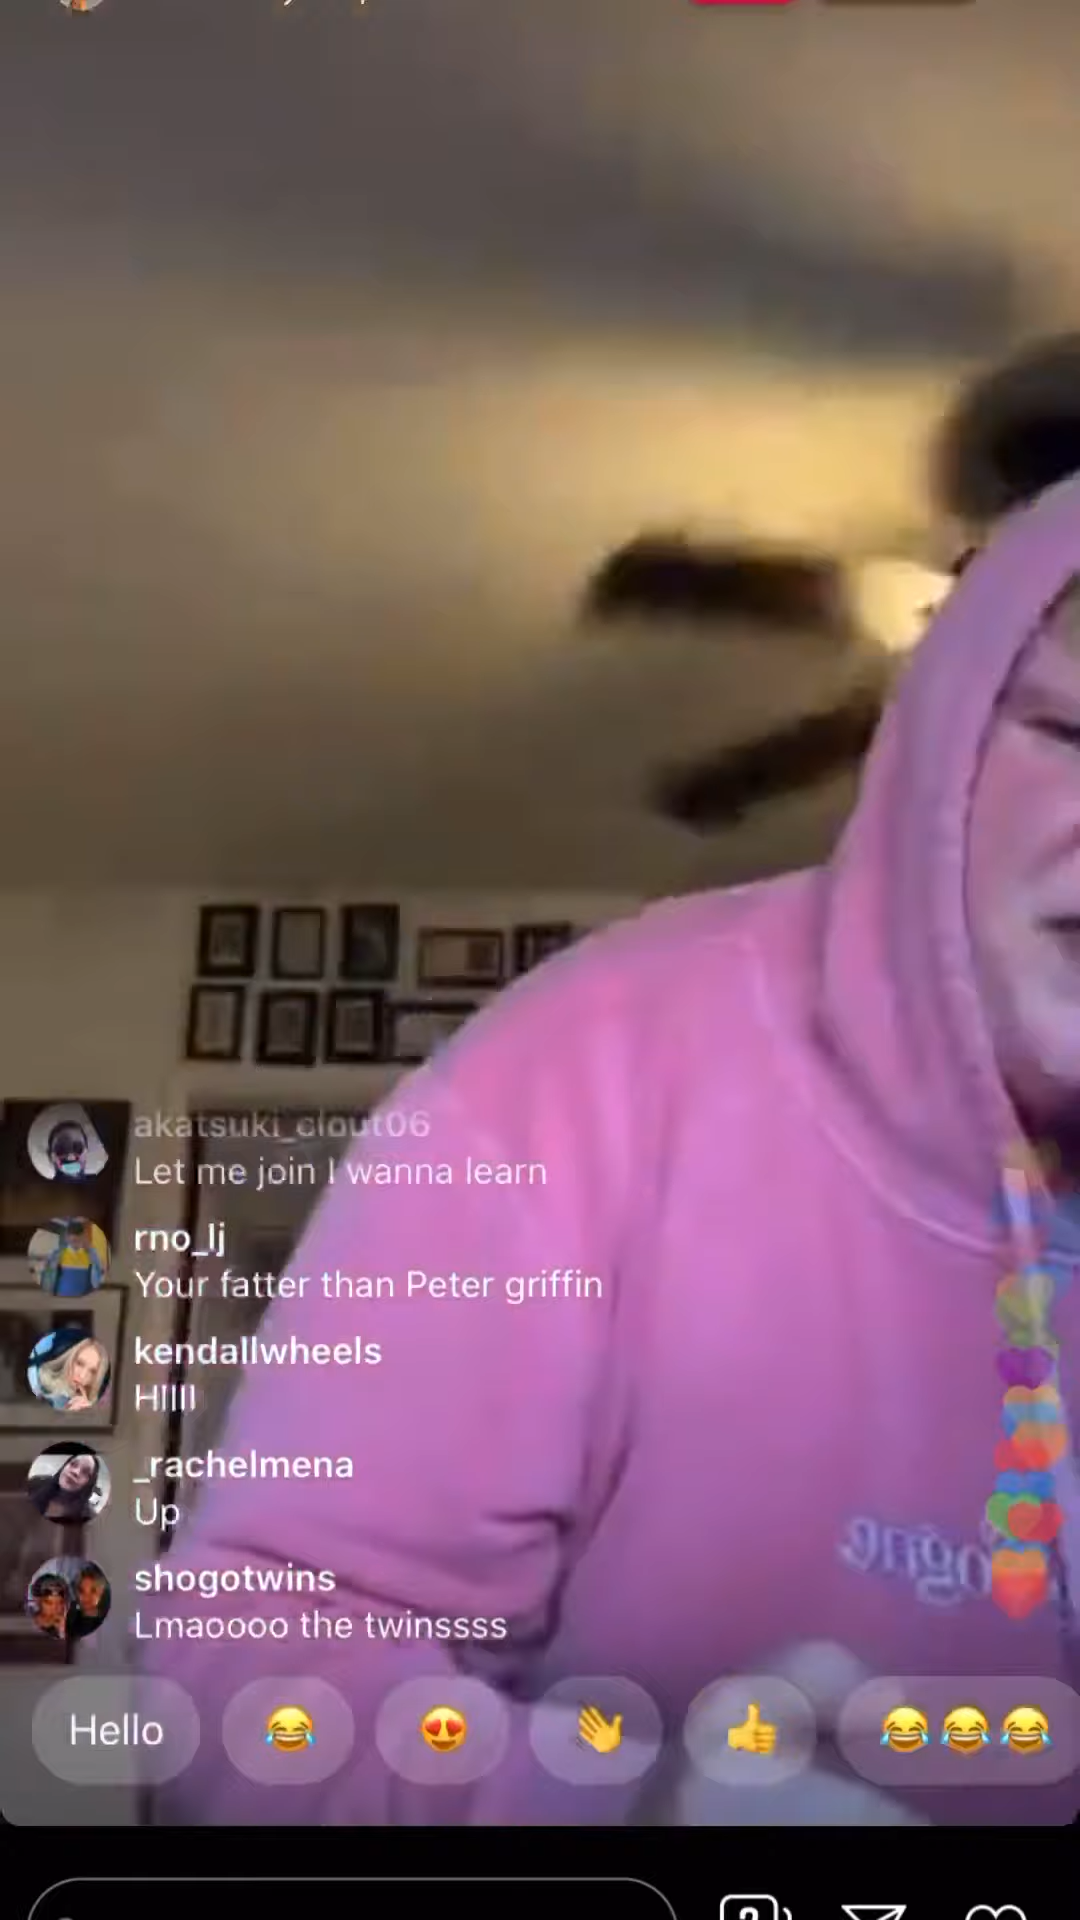 akatsuki_clout06
Let me join I wanna learn
rno_lj
Your fatter than Peter griffin
kendallwheels
HIIII
_rachelmena
Up
shogotwins
Lmaoooo the twinssss
Hello